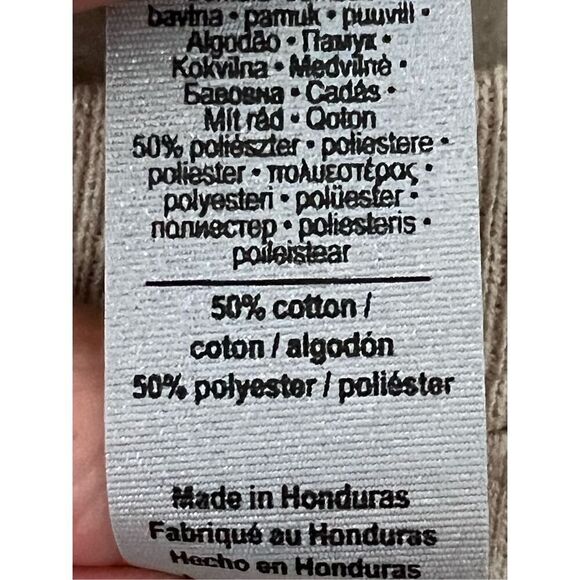 bavlna • pamuk • puuvill •
Algodão • Памук •
Kokvilna • Medvilnė •
Бавовна • Cadás •
Mit rád • Qoton
50% poliészter • poliestere •
poliester • πολυεστέρας •
polyesteri • polüester •
полиестер • poliesteris •
poileistear
50% cotton /
coton / algodón
50% polyester / poliéster
Made in Honduras
Fabriqué au Honduras
Hecho en Honduras